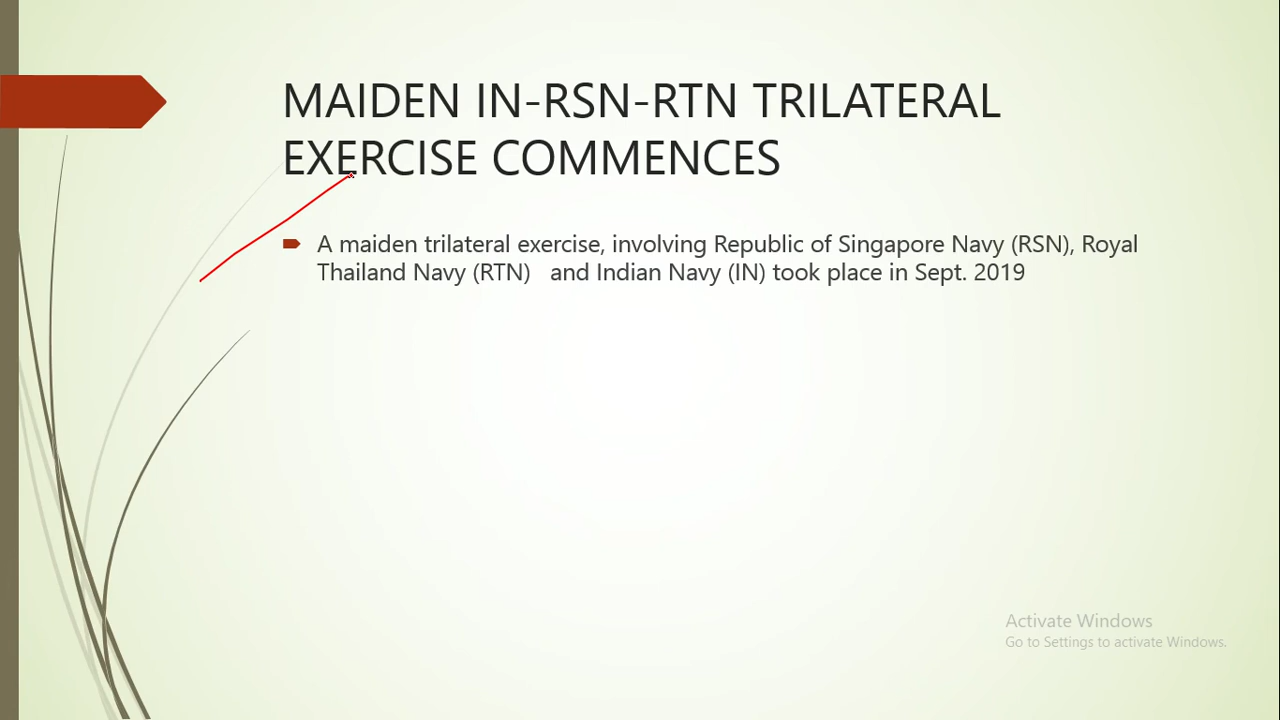 MAIDEN IN-RSN-RTN TRILATERAL
EXERCISE COMMENCES
A maiden trilateral exercise, involving Republic of Singapore Navy (RSN), Royal
Thailand Navy (RTN) and Indian Navy (IN) took place in Sept. 2019
Activate Windows
Go to Settings to activate Windows.